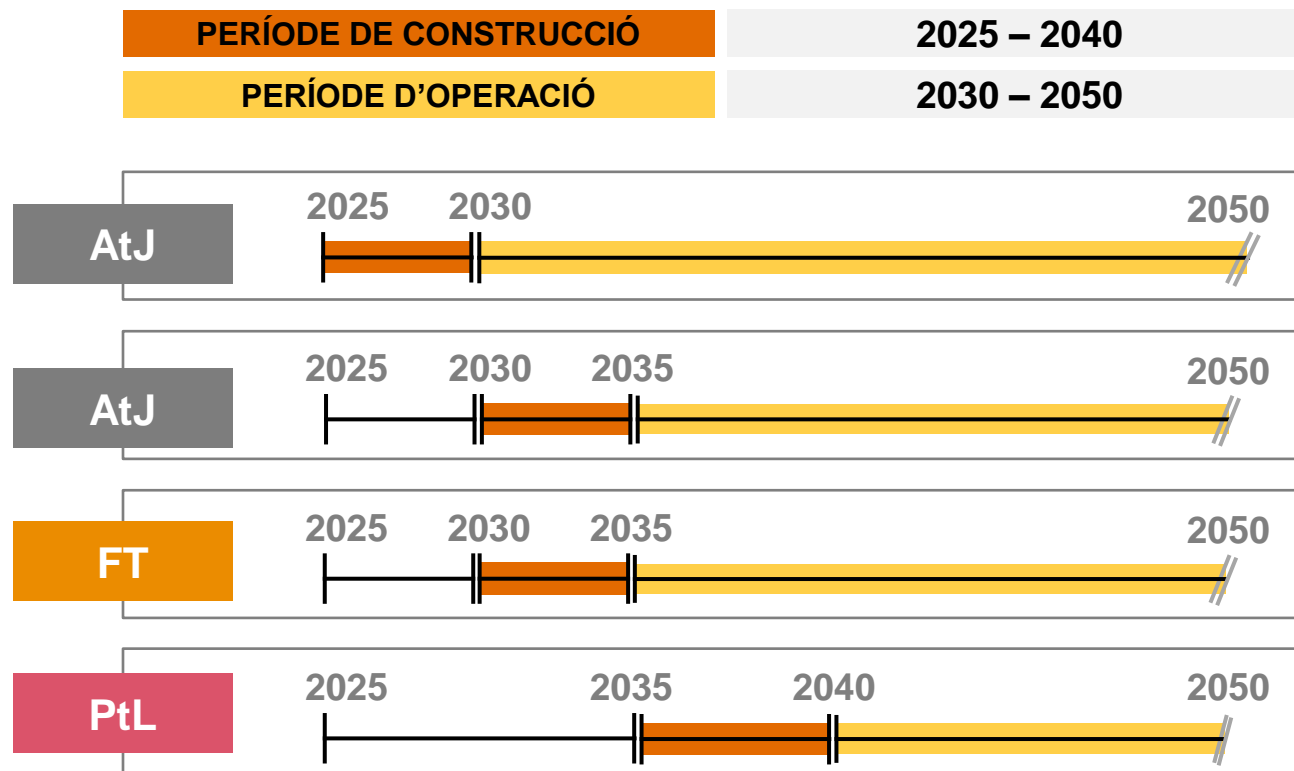 PERÍODE DE CONSTRUCCIÓ 2025 – 2040
PERÍODE D'OPERACIÓ 2030 – 2050
2025 2030 2050
AtJ
2025 2030 2035 2050
AtJ
2025 2030 2035 2050
FT
2025 2035 2040 2050
PtL